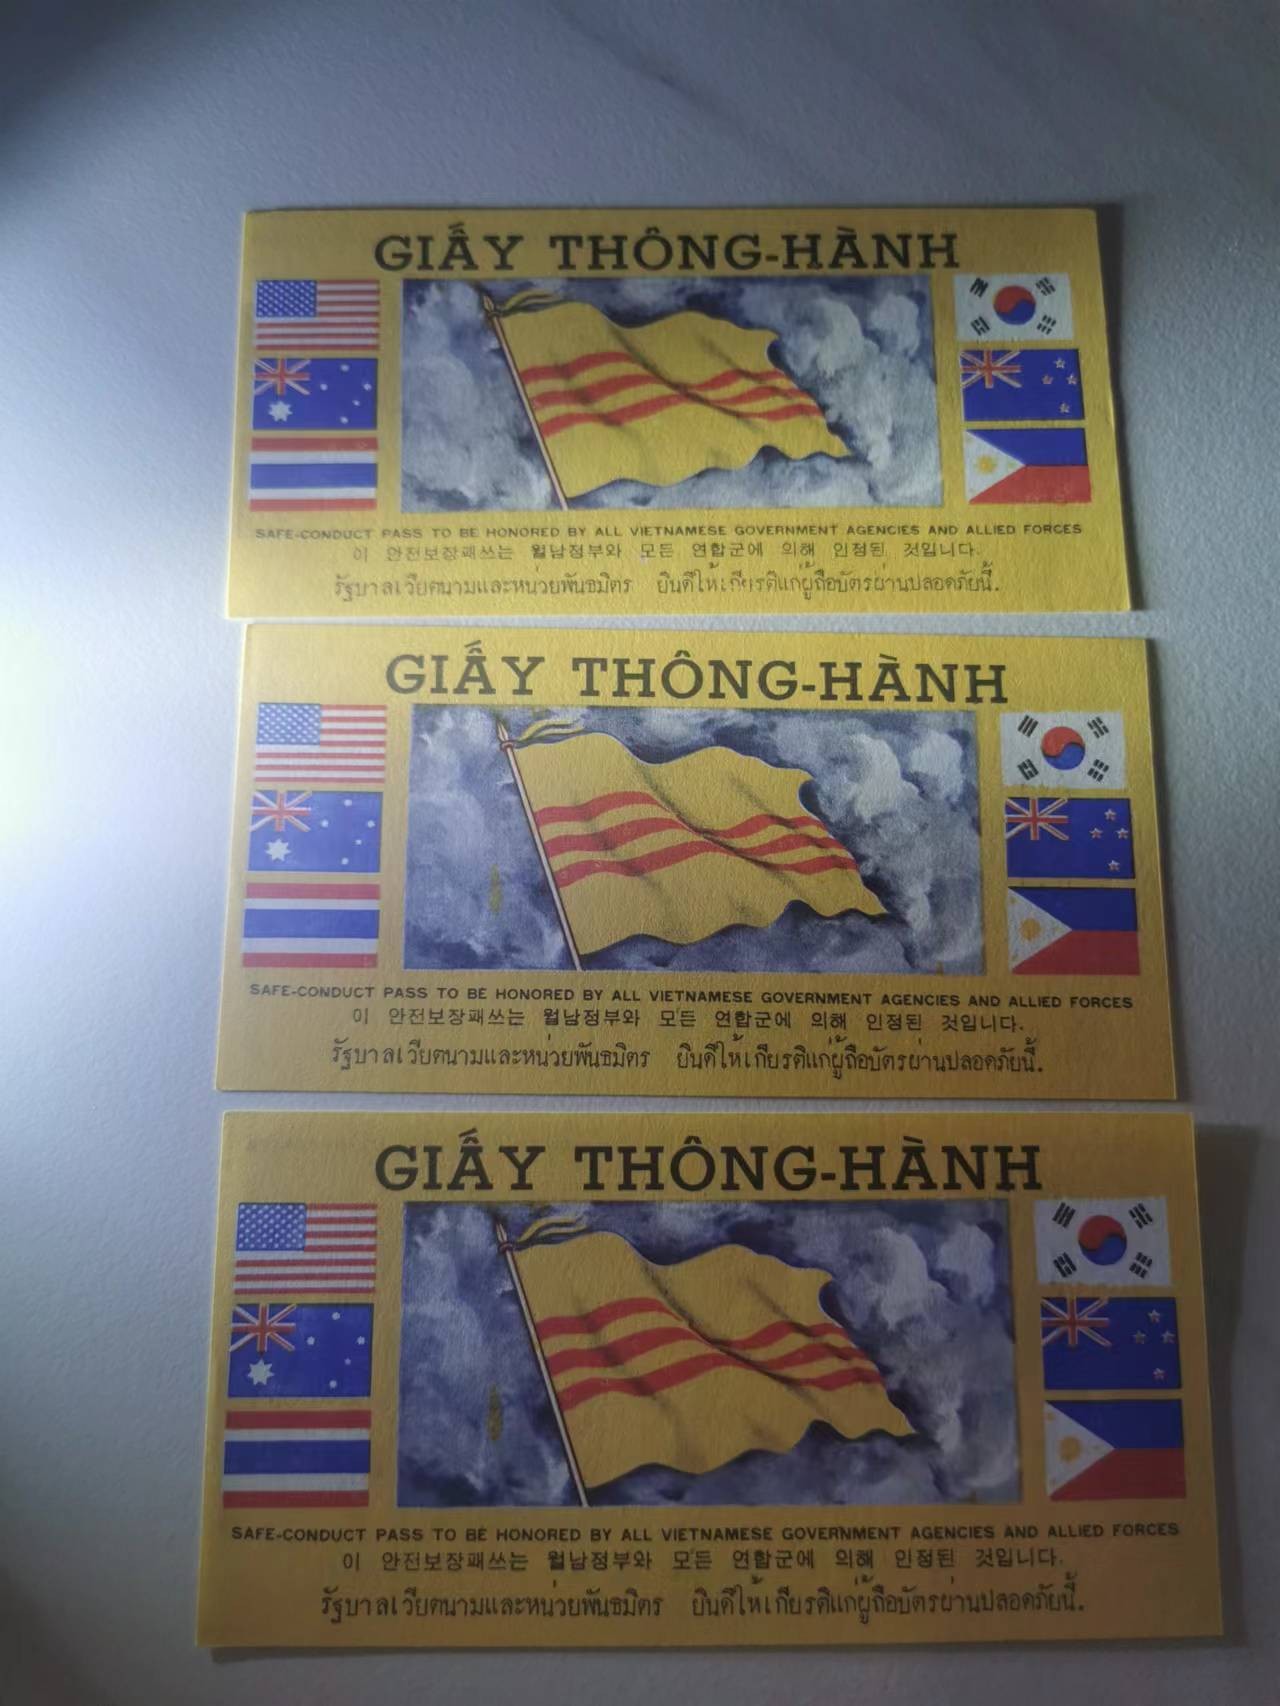 GIẤY THÔNG-HÀNH
SAFE-CONDUCT PASS TO BE HONORED BY ALL VIETNAMESE GOVERNMENT AGENCIES AND ALLIED FORCES
이 안전보장패쓰는 월남정부와 모든 연합군에 의해 인정된 것입니다.
รัฐบาลเวียตนามและหน่วยพันธมิตร ยินดีให้เกียรติแก่ผู้ถือบัตรผ่านปลอดภัยนี้.
GIẤY THÔNG-HÀNH
SAFE-CONDUCT PASS TO BE HONORED BY ALL VIETNAMESE GOVERNMENT AGENCIES AND ALLIED FORCES
이 안전보장패쓰는 월남정부와 모든 연합군에 의해 인정된 것입니다.
รัฐบาลเวียตนามและหน่วยพันธมิตร ยินดีให้เกียรติแก่ผู้ถือบัตรผ่านปลอดภัยนี้.
GIẤY THÔNG-HÀNH
SAFE-CONDUCT PASS TO BE HONORED BY ALL VIETNAMESE GOVERNMENT AGENCIES AND ALLIED FORCES
이 안전보장패쓰는 월남정부와 모든 연합군에 의해 인정된 것입니다.
รัฐบาลเวียตนามและหน่วยพันธมิตร ยินดีให้เกียรติแก่ผู้ถือบัตรผ่านปลอดภัยนี้.